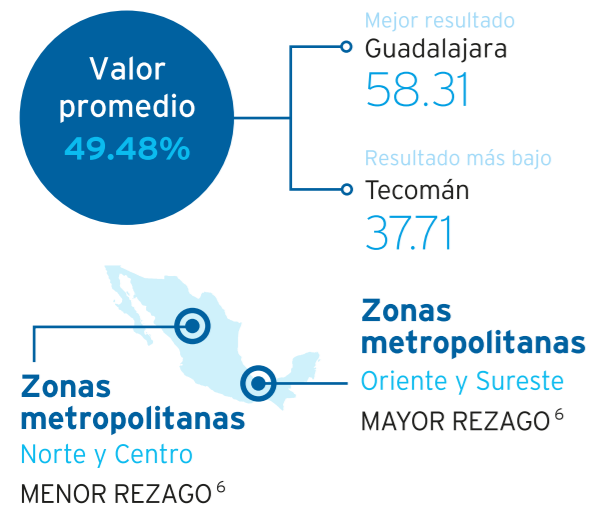 Valor
promedio
49.48%
Mejor resultado
Guadalajara
58.31
Resultado más bajo
Tecomán
37.71
Zonas
metropolitanas
Oriente y Sureste
MAYOR REZAGO 6
Zonas
metropolitanas
Norte y Centro
MENOR REZAGO 6